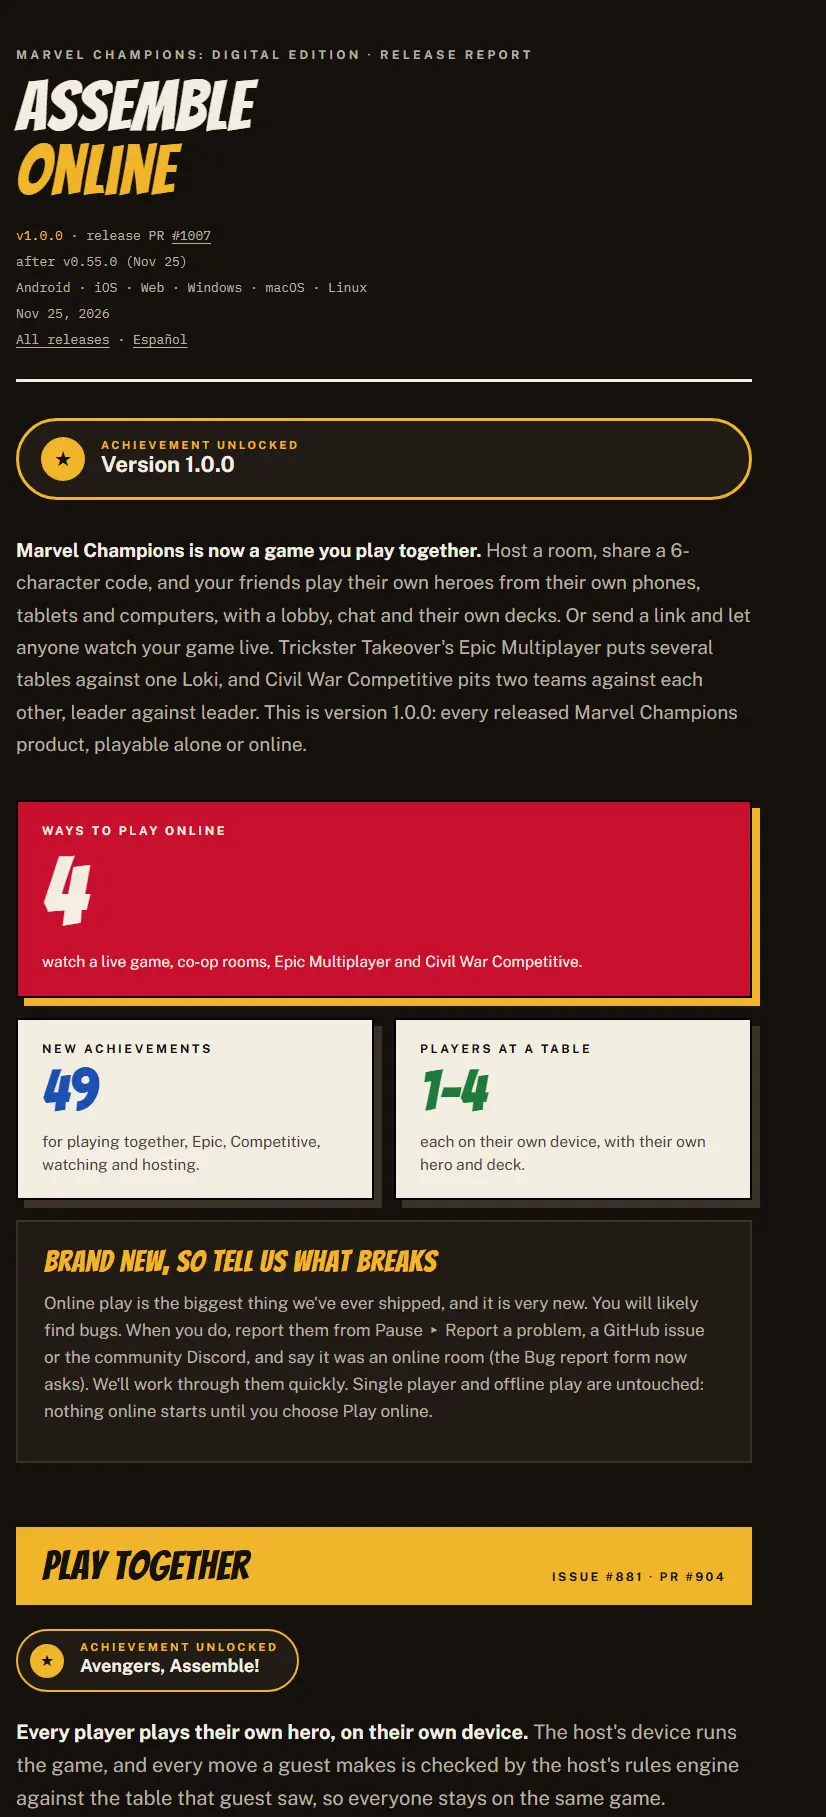 MARVEL CHAMPIONS: DIGITAL EDITION · RELEASE REPORT
ASSEMBLE
ONLINE
v1.0.0 · release PR #1007
after v0.55.0 (Nov 25)
Android · iOS · Web · Windows · macOS · Linux
Nov 25, 2026
All releases · Español
★
ACHIEVEMENT UNLOCKED
Version 1.0.0
Marvel Champions is now a game you play together. Host a room, share a 6-
character code, and your friends play their own heroes from their own phones,
tablets and computers, with a lobby, chat and their own decks. Or send a link and let
anyone watch your game live. Trickster Takeover's Epic Multiplayer puts several
tables against one Loki, and Civil War Competitive pits two teams against each
other, leader against leader. This is version 1.0.0: every released Marvel Champions
product, playable alone or online.
WAYS TO PLAY ONLINE
4
watch a live game, co-op rooms, Epic Multiplayer and Civil War Competitive.
NEW ACHIEVEMENTS
49
for playing together, Epic, Competitive,
watching and hosting.
PLAYERS AT A TABLE
1–4
each on their own device, with their own
hero and deck.
BRAND NEW, SO TELL US WHAT BREAKS
Online play is the biggest thing we've ever shipped, and it is very new. You will likely
find bugs. When you do, report them from Pause ‣ Report a problem, a GitHub issue
or the community Discord, and say it was an online room (the Bug report form now
asks). We'll work through them quickly. Single player and offline play are untouched:
nothing online starts until you choose Play online.
PLAY TOGETHER
ISSUE #881 · PR #904
★
ACHIEVEMENT UNLOCKED
Avengers, Assemble!
Every player plays their own hero, on their own device. The host's device runs
the game, and every move a guest makes is checked by the host's rules engine
against the table that guest saw, so everyone stays on the same game.